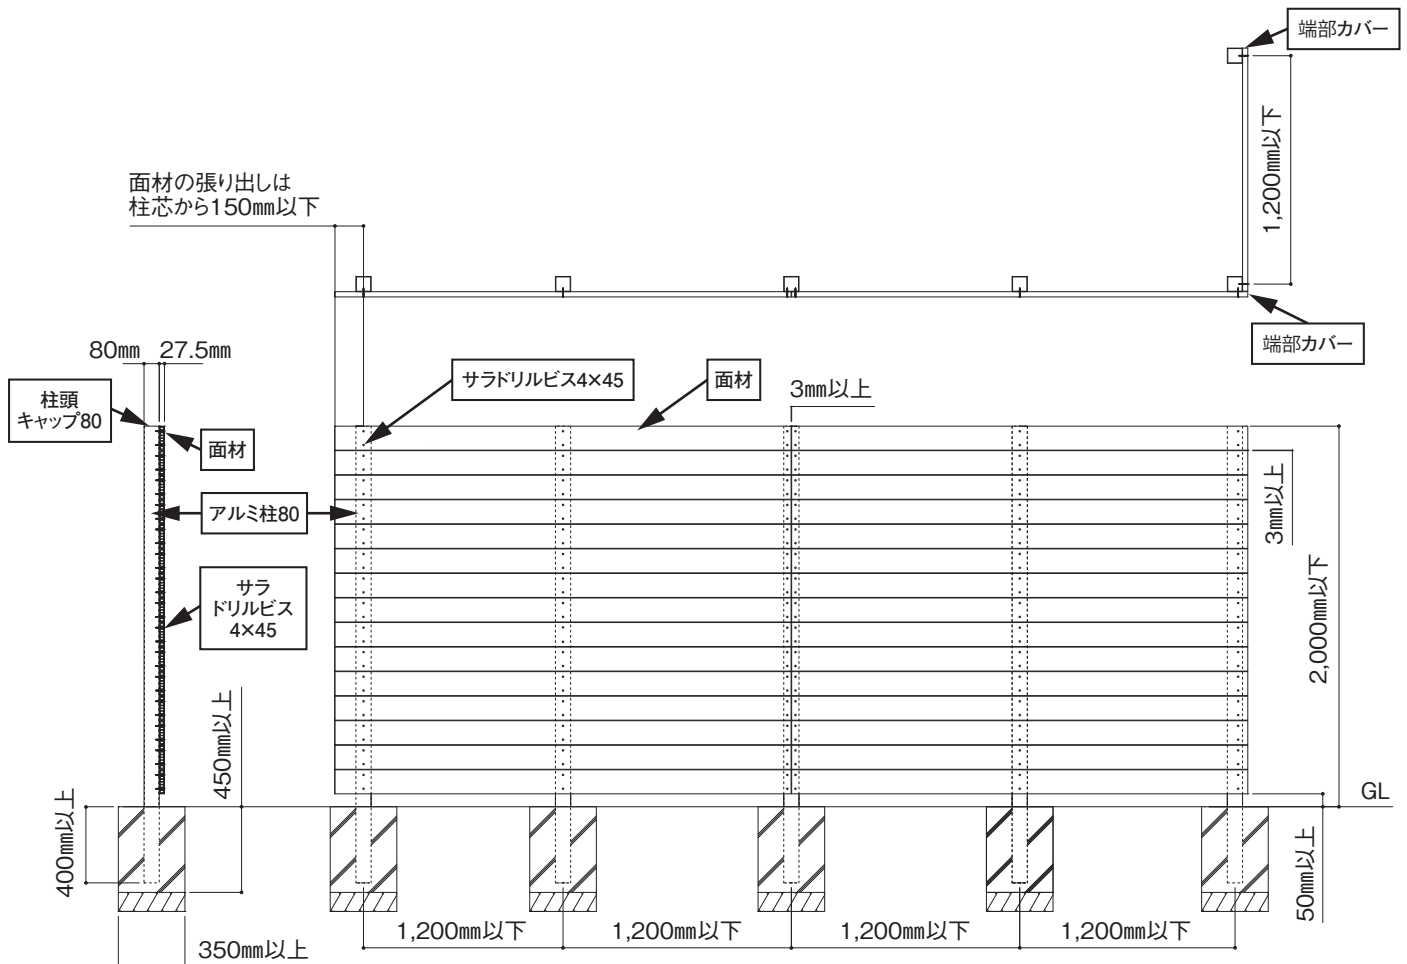 端部カバー
1,200㎜以下
面材の張り出しは
柱芯から150㎜以下
端部カバー
80㎜
27.5㎜
柱頭
キャップ80
面材
サラドリルビス4×45
面材
3㎜以上
アルミ柱80
サラ
ドリルビス
4×45
3㎜以上
2,000㎜以下
450㎜以上
400㎜以上
GL
50㎜以上
350㎜以上
1,200㎜以下
1,200㎜以下
1,200㎜以下
1,200㎜以下